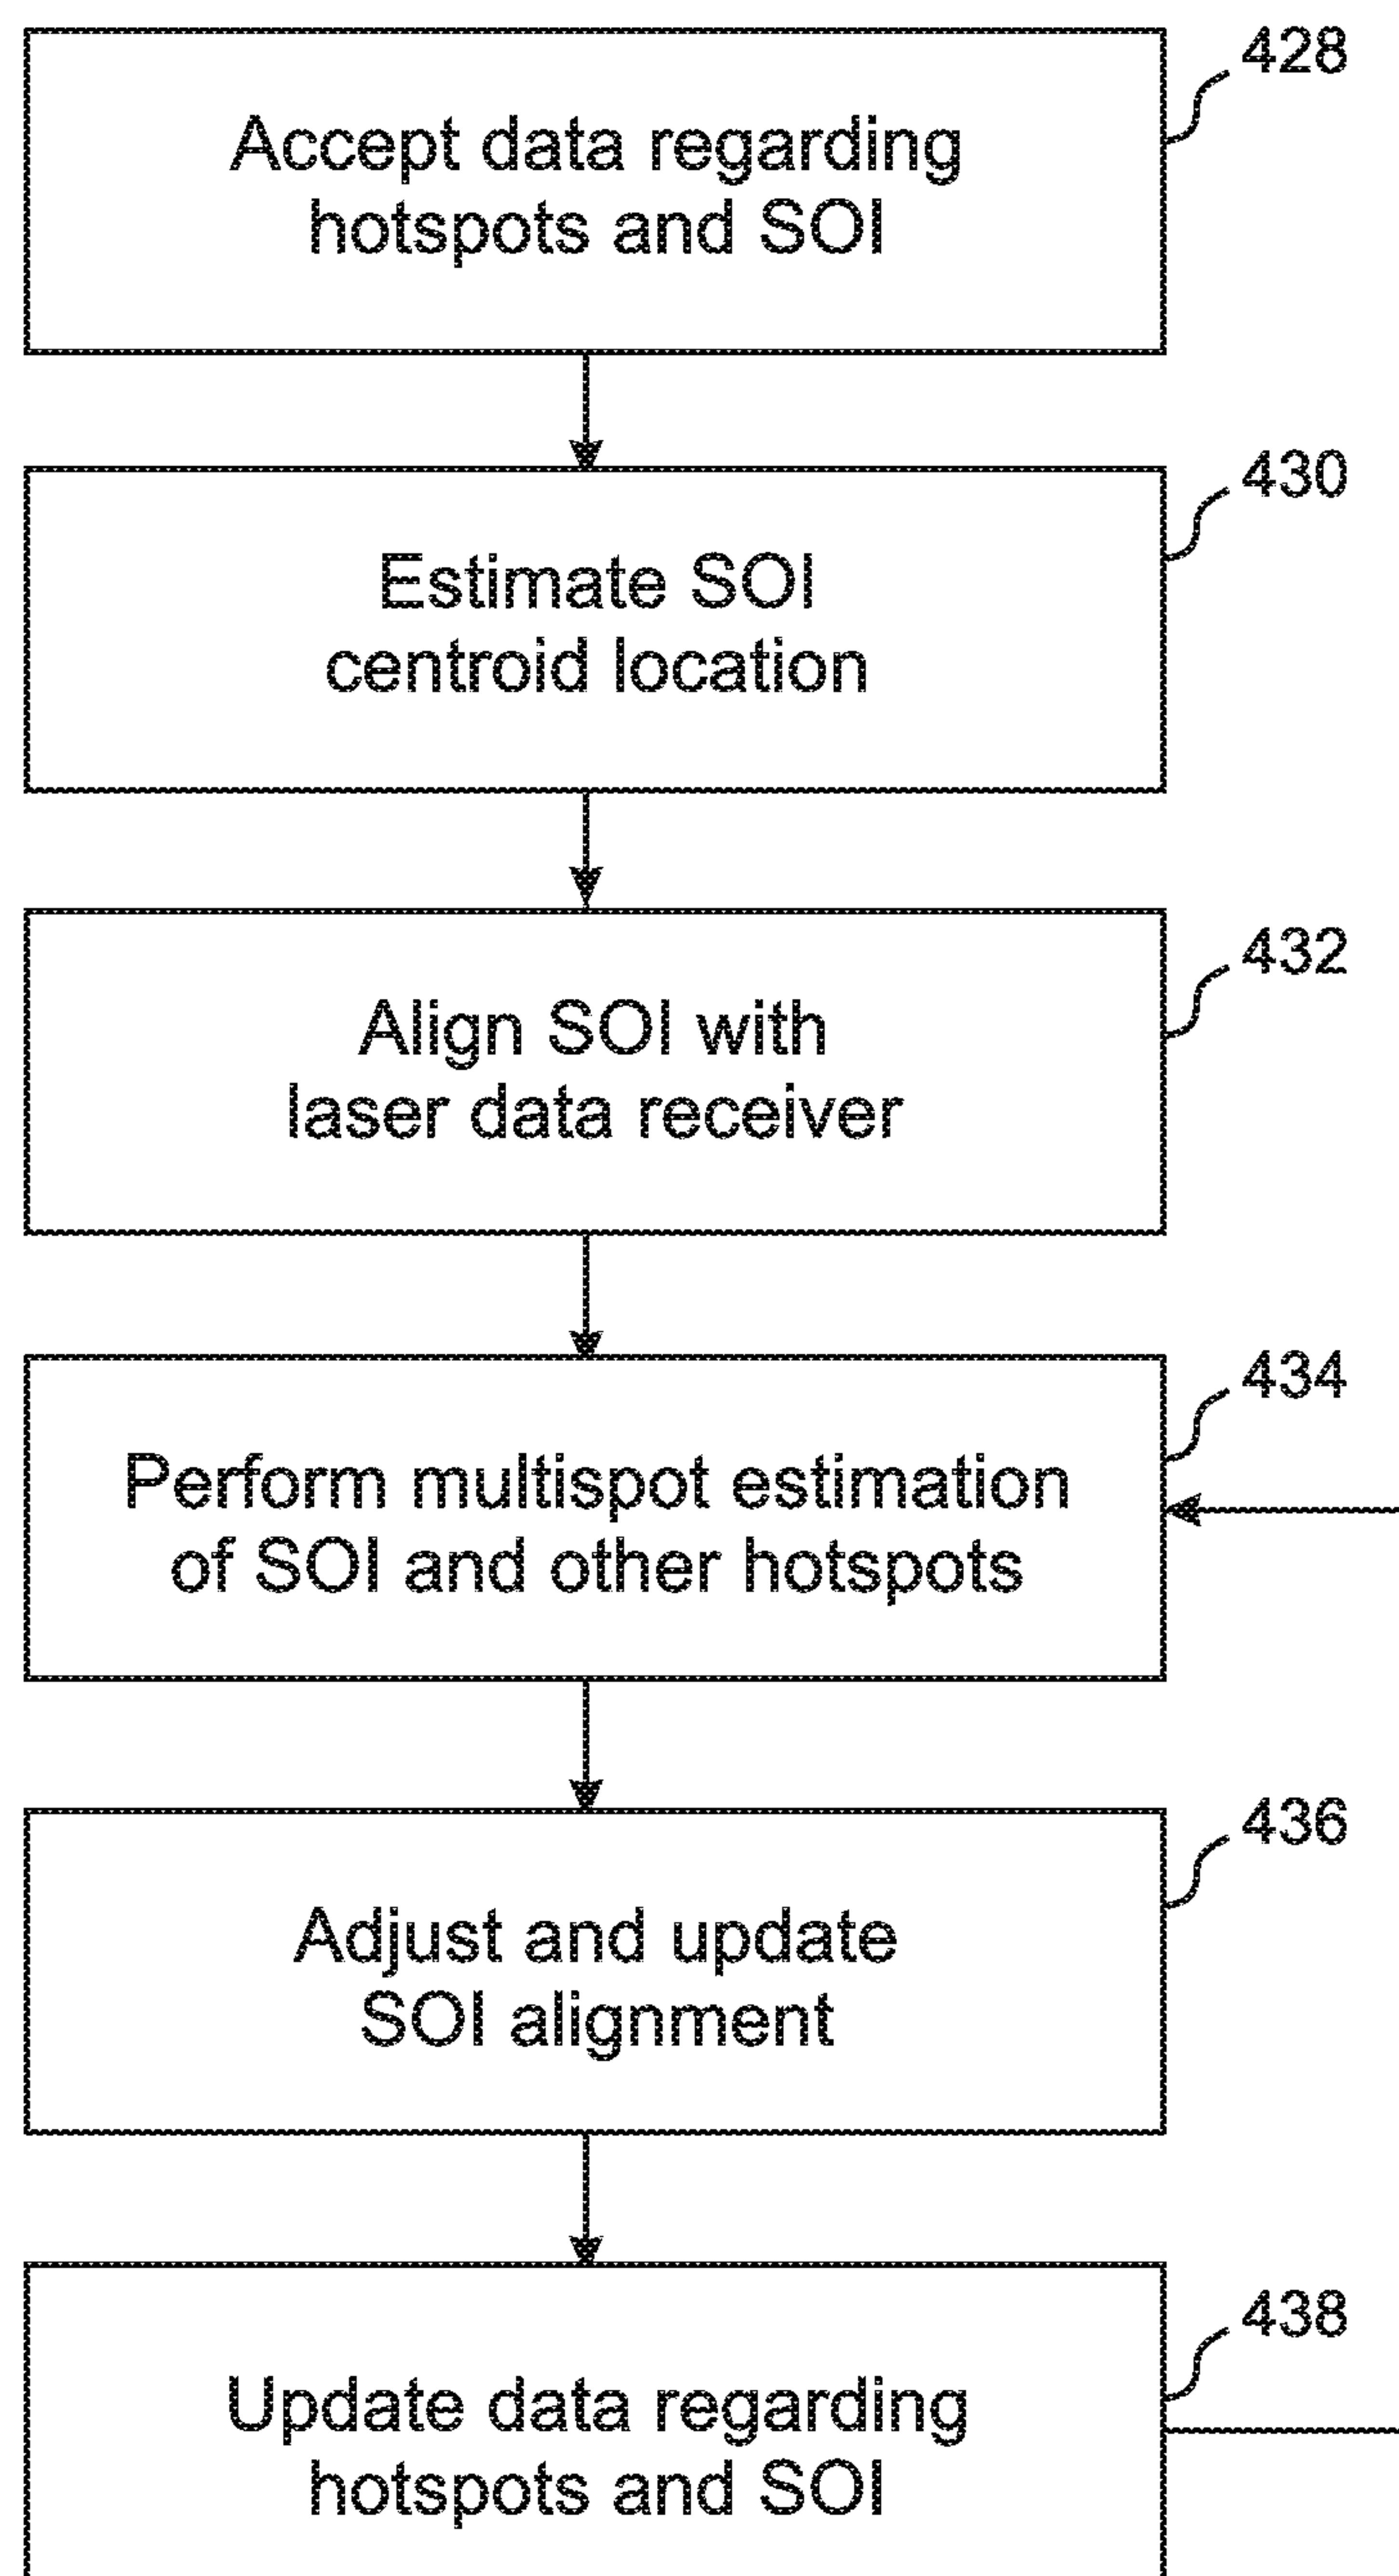 428
Accept data regarding
hotspots and SOI
430
Estimate SOI
centroid location
432
Align SOI with
laser data receiver
434
Perform multispot estimation
of SOI and other hotspots
436
Adjust and update
SOI alignment
438
Update data regarding
hotspots and SOI